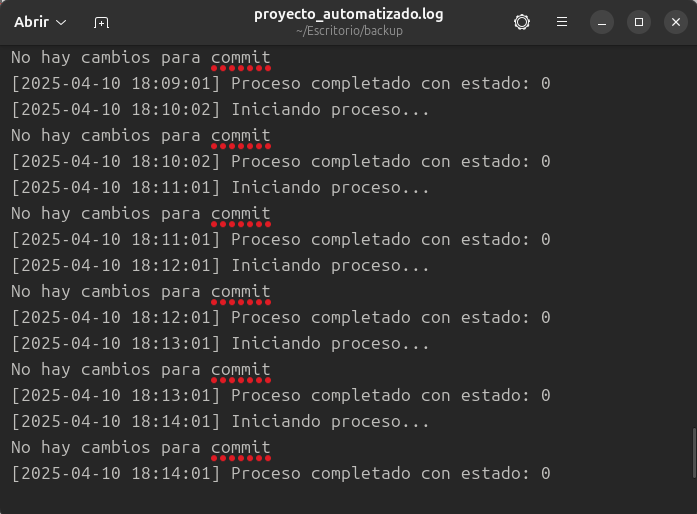 Abrir
proyecto_automatizado.log
~/Escritorio/backup
No hay cambios para commit
[2025-04-10 18:09:01] Proceso completado con estado: 0
[2025-04-10 18:10:02] Iniciando proceso...
No hay cambios para commit
[2025-04-10 18:10:02] Proceso completado con estado: 0
[2025-04-10 18:11:01] Iniciando proceso...
No hay cambios para commit
[2025-04-10 18:11:01] Proceso completado con estado: 0
[2025-04-10 18:12:01] Iniciando proceso...
No hay cambios para commit
[2025-04-10 18:12:01] Proceso completado con estado: 0
[2025-04-10 18:13:01] Iniciando proceso...
No hay cambios para commit
[2025-04-10 18:13:01] Proceso completado con estado: 0
[2025-04-10 18:14:01] Iniciando proceso...
No hay cambios para commit
[2025-04-10 18:14:01] Proceso completado con estado: 0